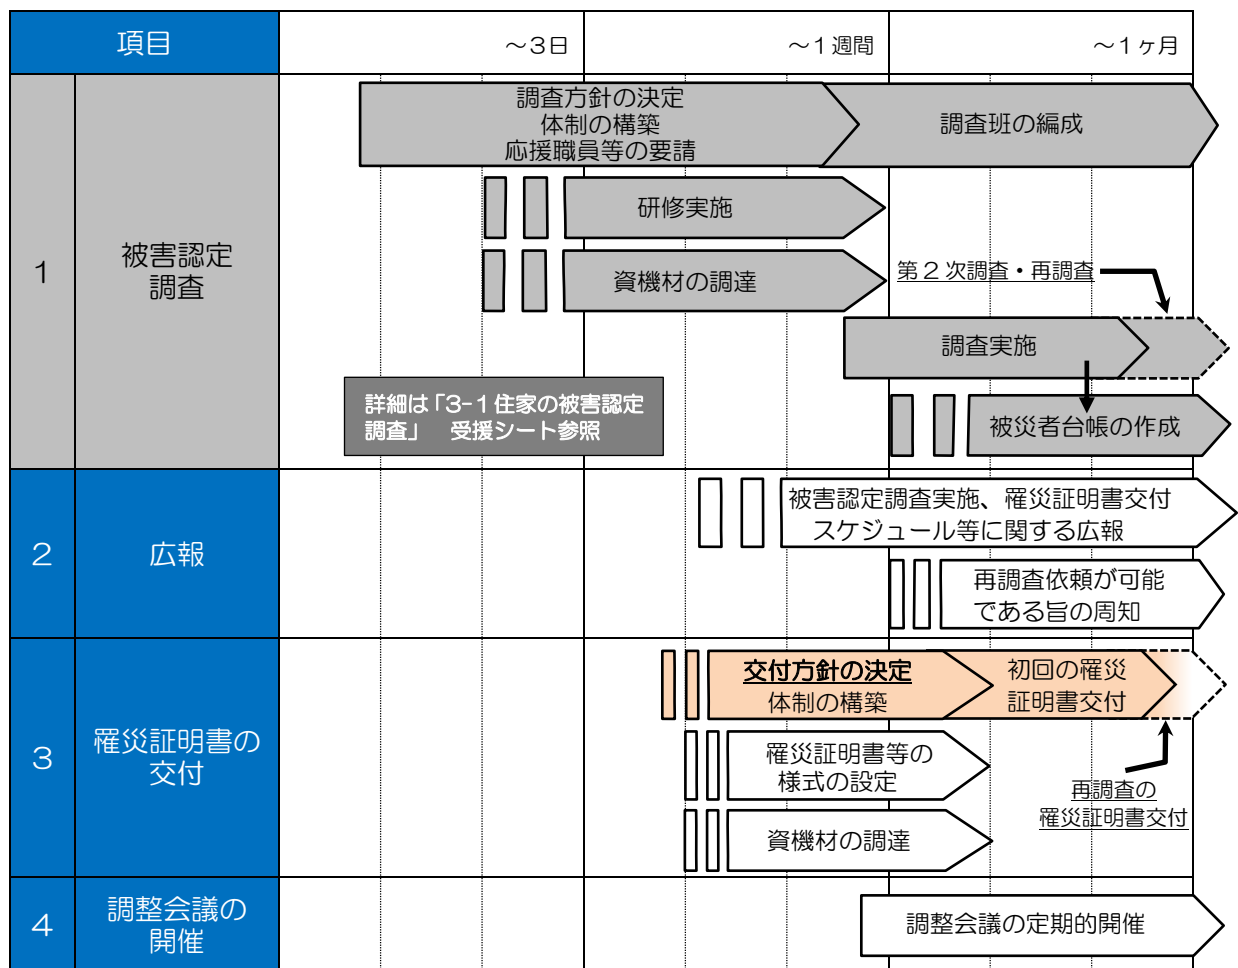 項目
～３日
～１週間
～１ヶ月
1
被害認定
調査
調査方針の決定
体制の構築
応援職員等の要請
調査班の編成
研修実施
資機材の調達
第２次調査・再調査
調査実施
詳細は「3-1住家の被害認定
調査」　受援シート参照
被災者台帳の作成
2
広報
被害認定調査実施、罹災証明書交付
スケジュール等に関する広報
再調査依頼が可能
である旨の周知
3
罹災証明書の
交付
交付方針の決定
体制の構築
初回の罹災
証明書交付
罹災証明書等の
様式の設定
再調査の
罹災証明書交付
資機材の調達
4
調整会議の
開催
調整会議の定期的開催